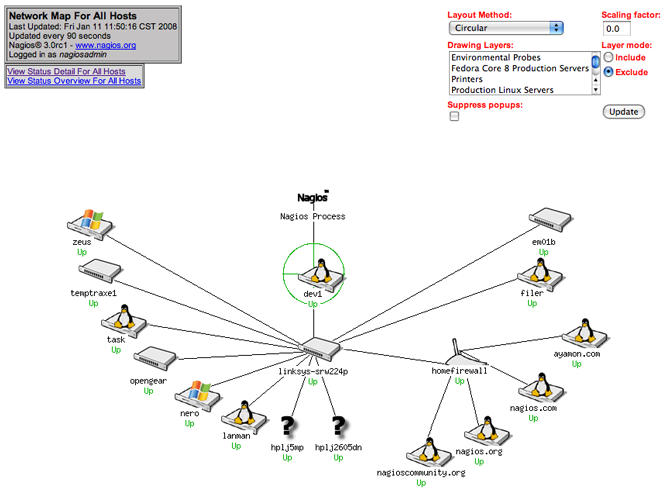 Network Map For All Hosts
Last Updated: Fri Jan 11 11:50:16 CST 2008
Updated every 90 seconds
Nagios® 3.0rc1 - www.nagios.org
Logged in as nagiosadmin
View Status Detail For All Hosts
View Status Overview For All Hosts
Layout Method:
Circular
Scaling factor:
0.0
Drawing Layers:
Environmental Probes
Fedora Core 8 Production Servers
Printers
Production Linux Servers
Layer mode:
Include
Exclude
Suppress popups:
Update
Nagios™
Nagios Process
zeus
Up
em01b
Up
temptraxe1
Up
dev1
Up
filer
Up
task
Up
ayamon.com
Up
opengear
Up
linksys-srw224p
Up
homefirewall
Up
nero
Up
nagios.com
Up
lanman
Up
hplj5mp
Up
hplj2605dn
Up
nagios.org
Up
nagioscommunity.org
Up